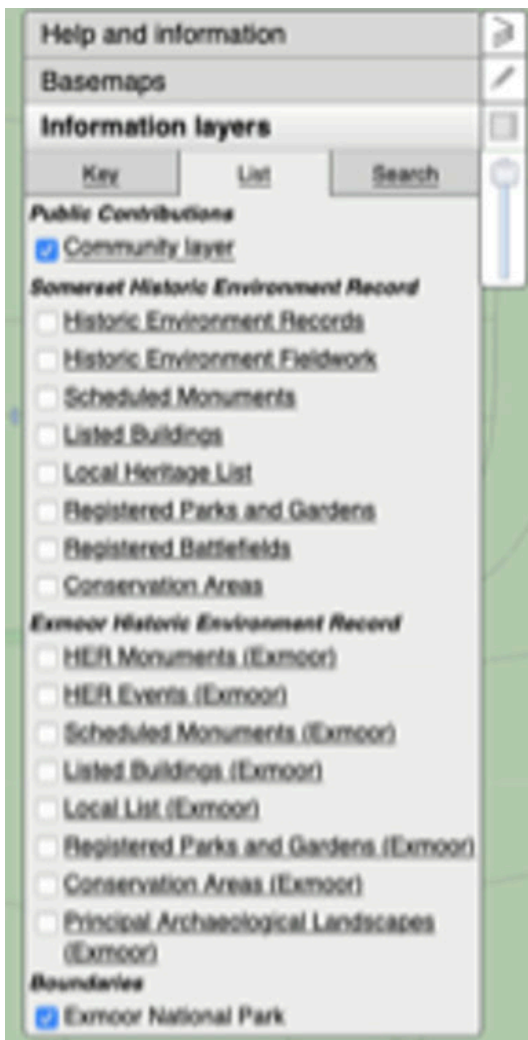 Help and information
Basemaps
Information layers
Key List Search
Public Contributions
Community layer
Somerset Historic Environment Record
Historic Environment Records
Historic Environment Fieldwork
Scheduled Monuments
Listed Buildings
Local Heritage List
Registered Parks and Gardens
Registered Battlefields
Conservation Areas
Exmoor Historic Environment Record
HER Monuments (Exmoor)
HER Events (Exmoor)
Scheduled Monuments (Exmoor)
Listed Buildings (Exmoor)
Local List (Exmoor)
Registered Parks and Gardens (Exmoor)
Conservation Areas (Exmoor)
Principal Archaeological Landscapes
(Exmoor)
Boundaries
Exmoor National Park